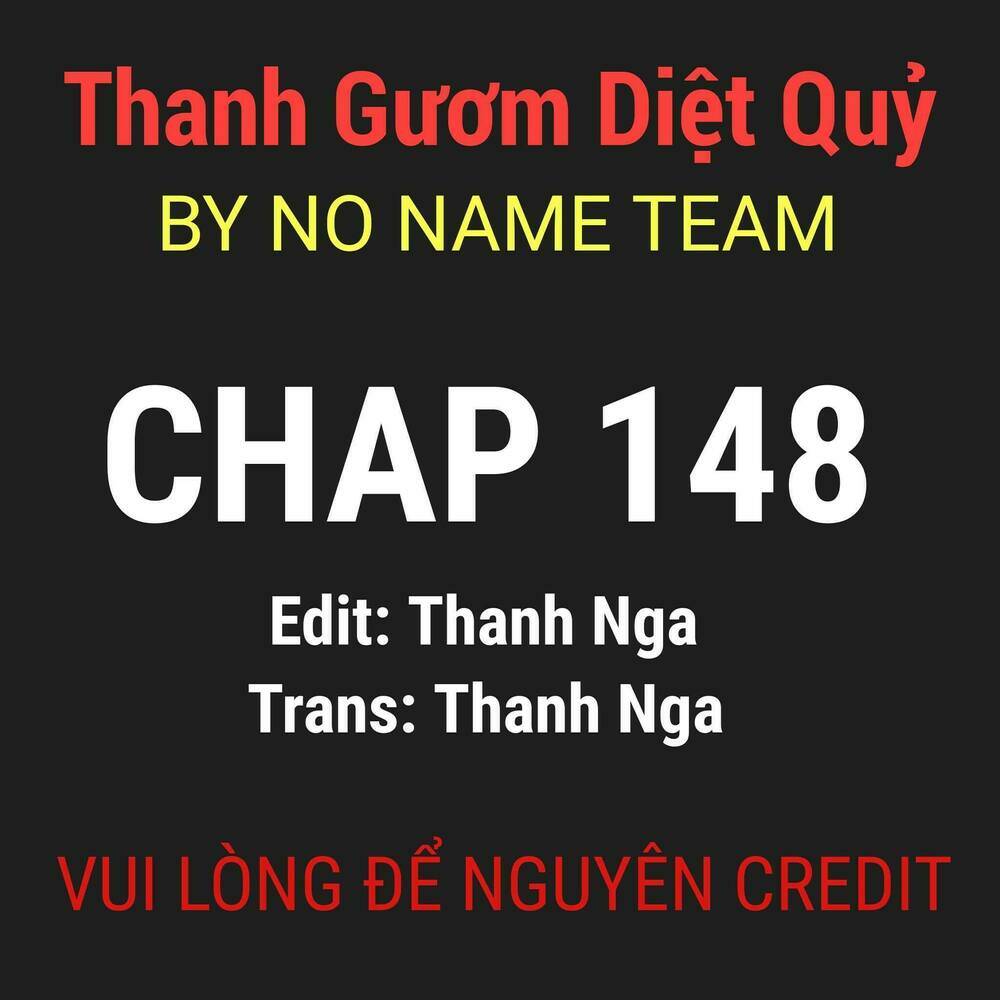 Thanh Gươm Diệt Quỷ
BY NO NAME TEAM
CHAP 148
Edit: Thanh Nga
Trans: Thanh Nga
VUI LÒNG ĐỂ NGUYÊN CREDIT